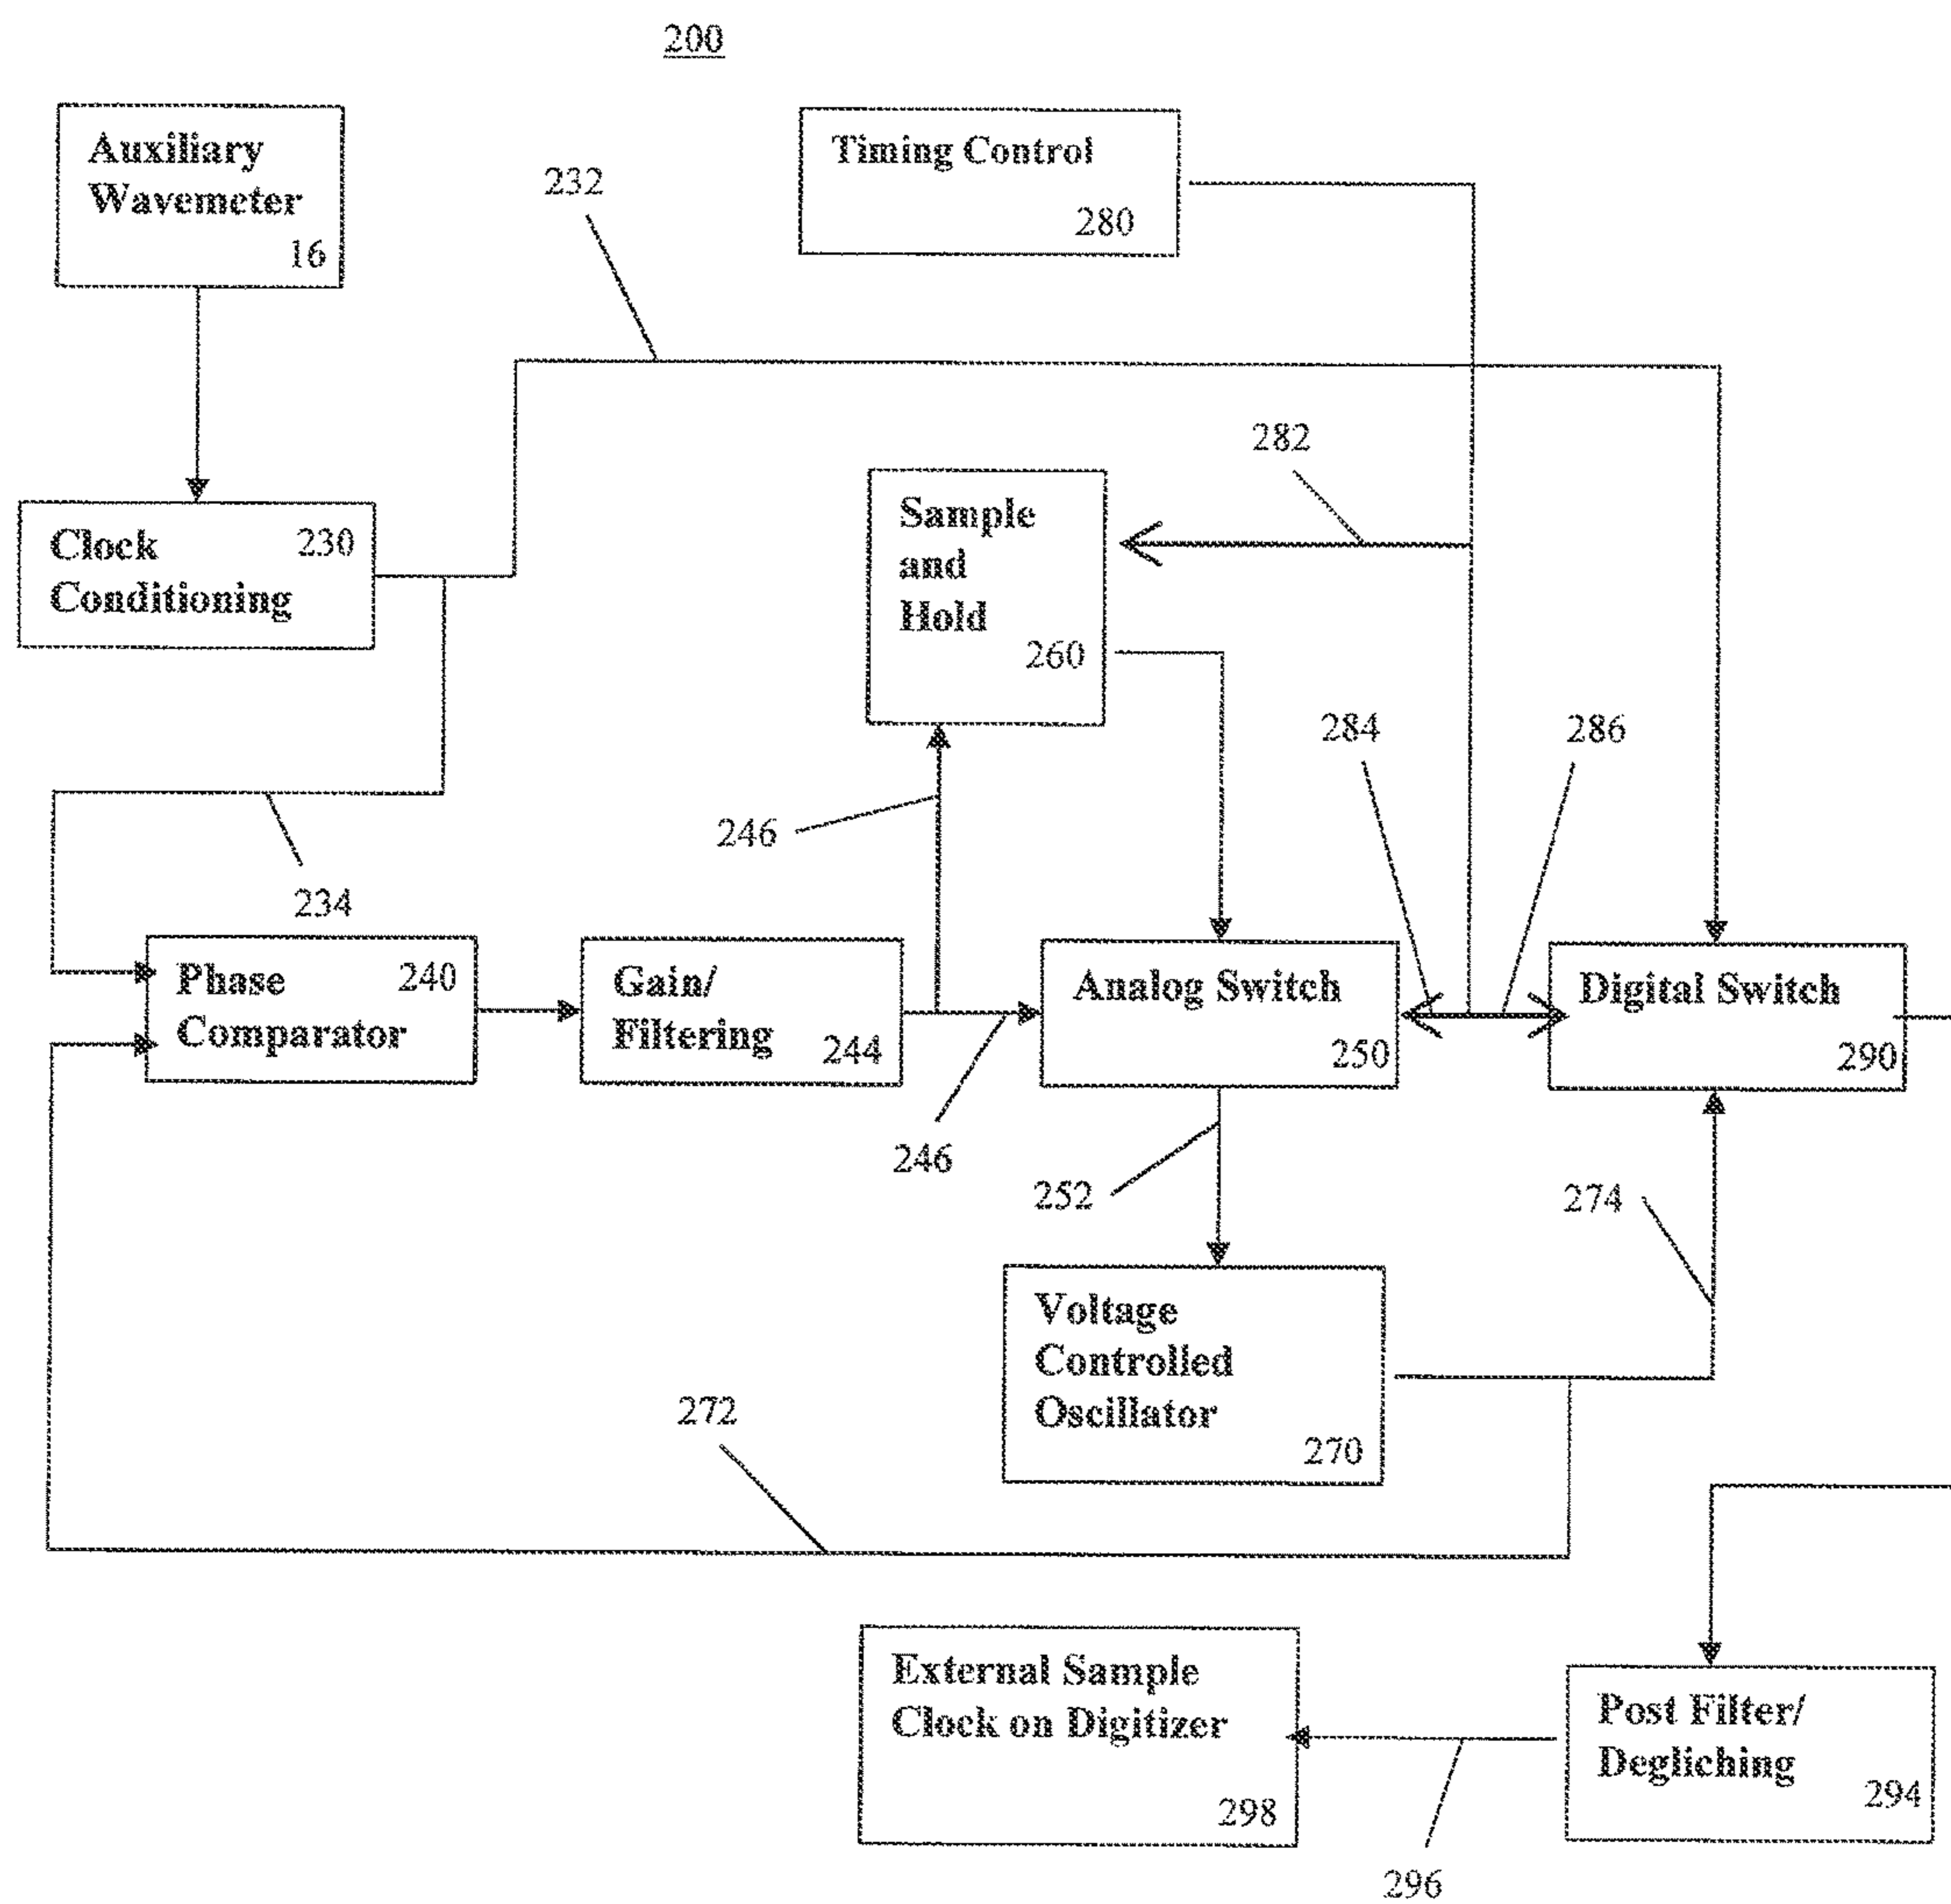 200
Auxiliary
Wavemeter
16
Timing Control
280
232
Clock
Conditioning
230
282
Sample
and
Hold
260
284
286
246
234
Phase
Comparator
240
Gain/
Filtering
244
Analog Switch
250
Digital Switch
290
246
252
274
Voltage
Controlled
Oscillator
270
272
External Sample
Clock on Digitizer
298
Post Filter/
Degliching
294
296